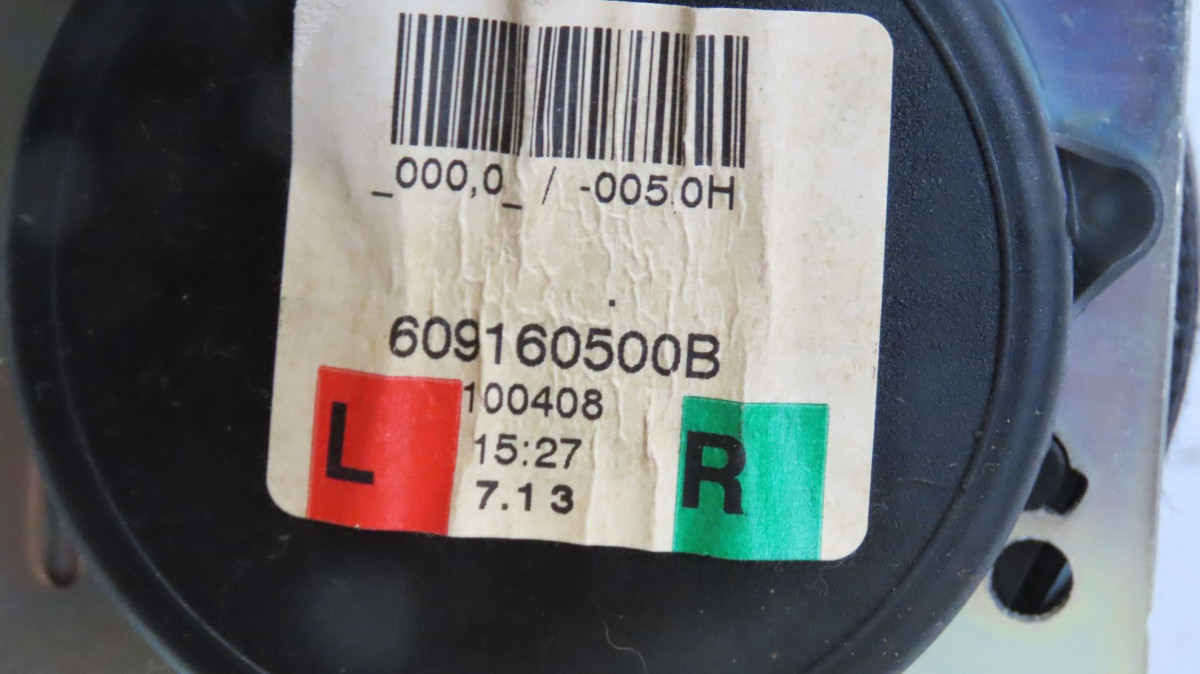 _000,0_ / -005,0H
609160500B
100408
L
15:27
R
7.13